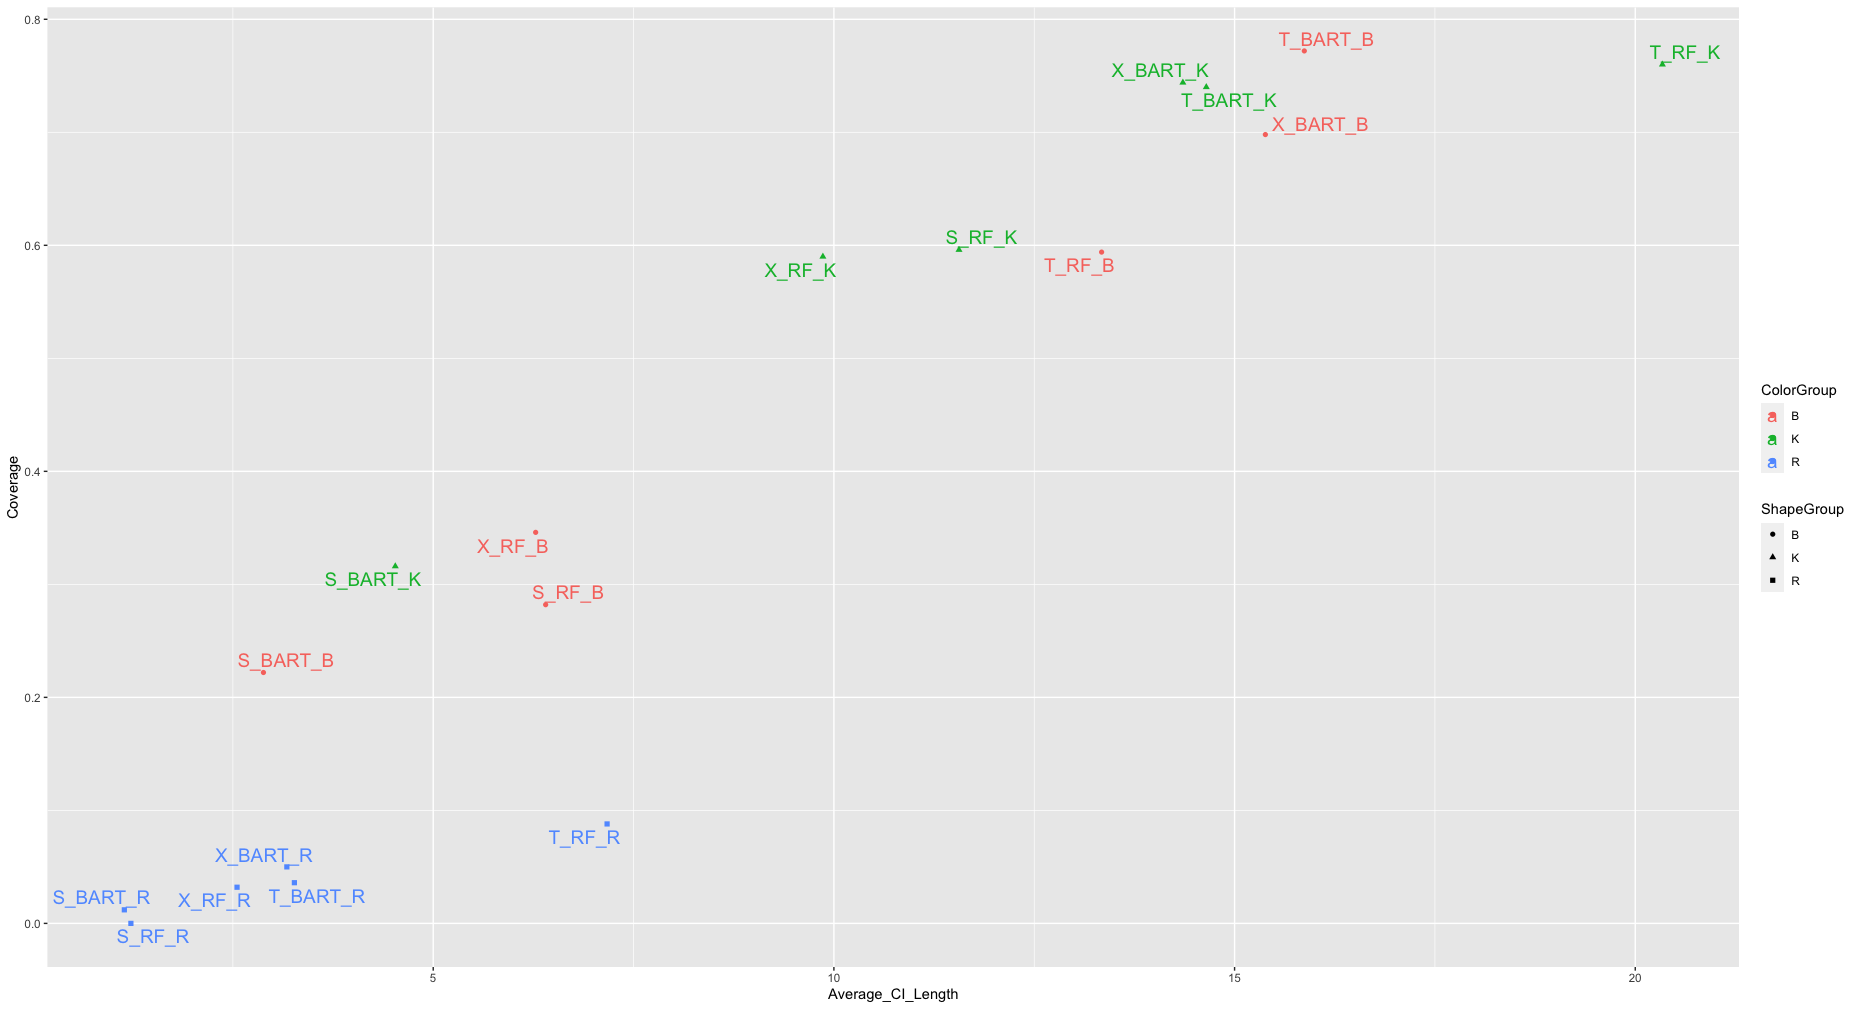 0.8
T_BART_B
T_RF_K
X_BART_K
T_BART_K
X_BART_B
0.6
S_RF_K
X_RF_K
T_RF_B
0.4
X_RF_B
S_BART_K
S_RF_B
S_BART_B
0.2
T_RF_R
X_BART_R
S_BART_R
X_RF_R
T_BART_R
S_RF_R
0.0
5
10
15
20
Average_CI_Length
Coverage
ColorGroup
a B
a K
a R
ShapeGroup
B
K
R